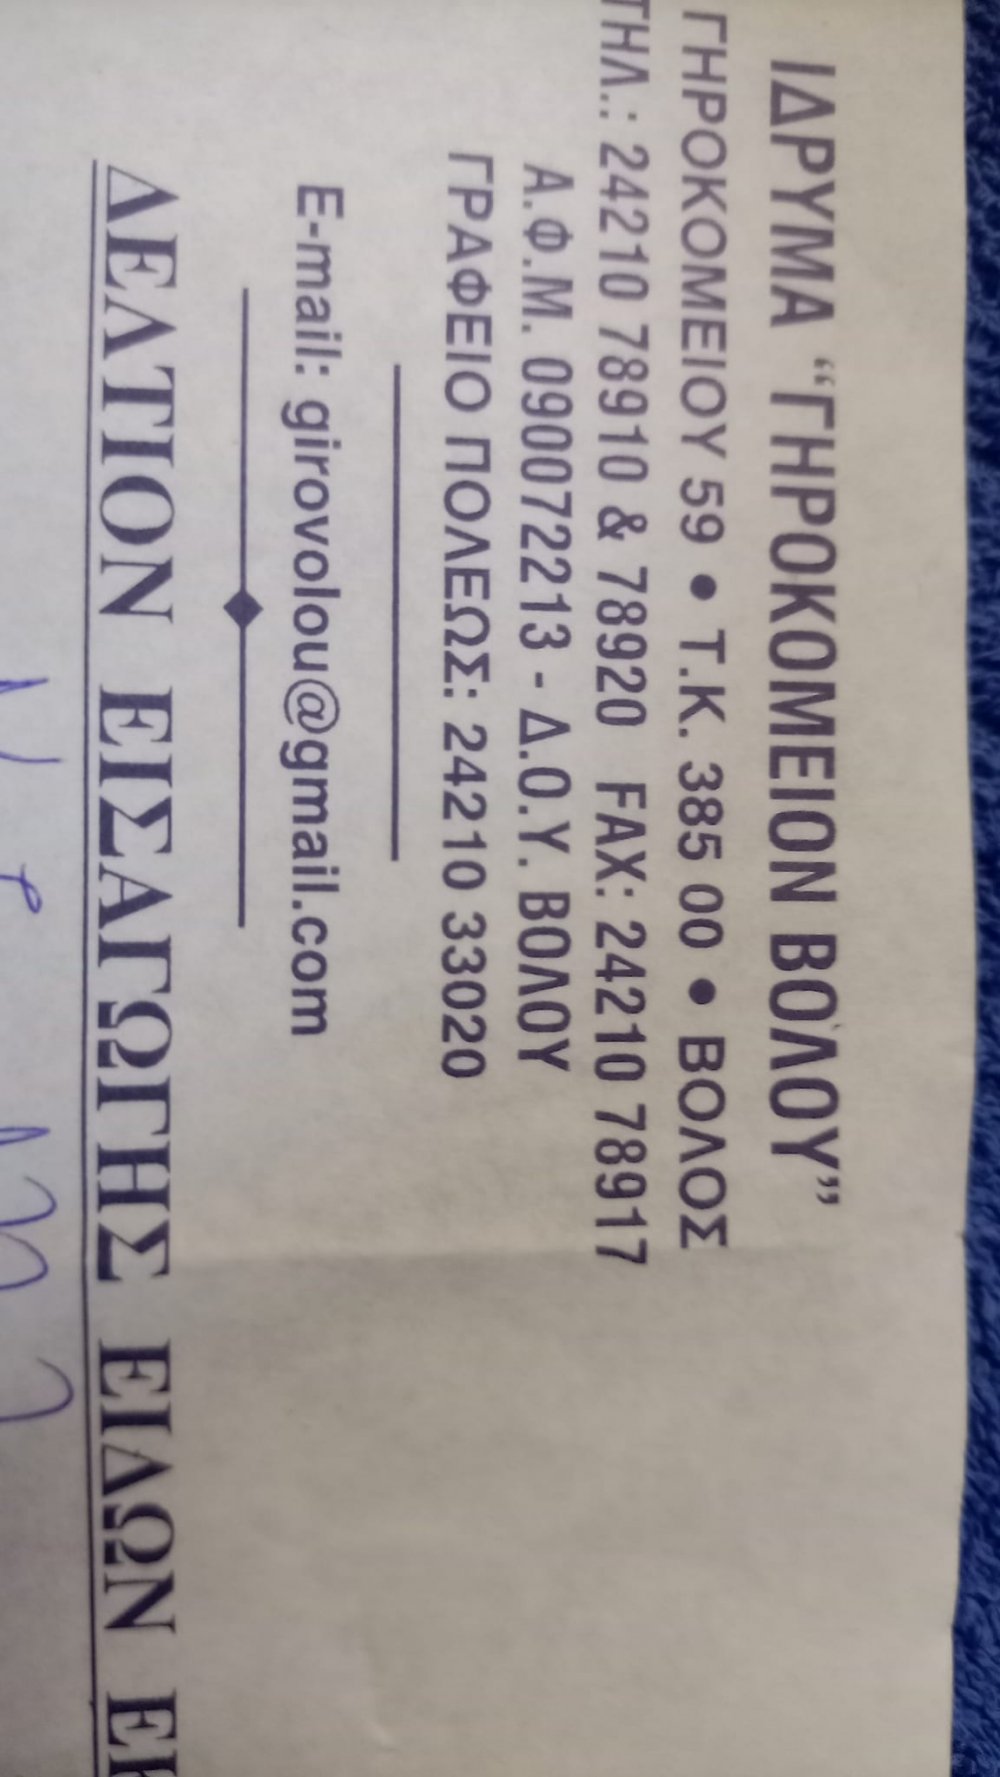 ΙΔΡΥΜΑ “ΓΗΡΟΚΟΜΕΙΟΝ ΒΟΛΟΥ”
ΓΗΡΟΚΟΜΕΙΟΥ 59 • Τ.Κ. 385 00 • ΒΟΛΟΣ
ΤΗΛ.: 24210 78910 & 78920 FAX: 24210 78917
Α.Φ.Μ. 090072213 - Δ.Ο.Υ. ΒΟΛΟΥ
ΓΡΑΦΕΙΟ ΠΟΛΕΩΣ: 24210 33020
E-mail: girovolou@gmail.com
ΔΕΛΤΙΟΝ ΕΙΣΑΓΩΓΗΣ ΕΙΔΩΝ